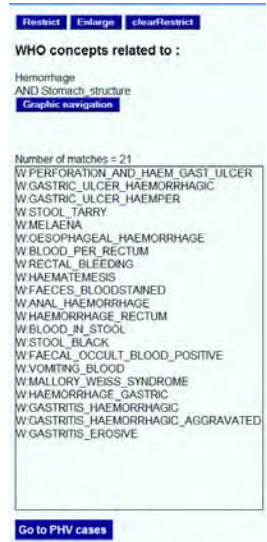 Restrict Enlarge clearRestrict
WHO concepts related to :
Hemorrhage
AND Stomach_structure
Graphic navigation
Number of matches = 21
W:PERFORATION_AND_HAEM_GAST_ULCER
W:GASTRIC_ULCER_HAEMORRHAGIC
W:GASTRIC_ULCER_HAEMPER
W:STOOL_TARRY
W:MELAENA
W:OESOPHAGEAL_HAEMORRHAGE
W:BLOOD_PER_RECTUM
W:RECTAL_BLEEDING
W:HAEMATEMESIS
W:FAECES_BLOODSTAINED
W:ANAL_HAEMORRHAGE
W:HAEMORRHAGE_RECTUM
W:BLOOD_IN_STOOL
W:STOOL_BLACK
W:FAECAL_OCCULT_BLOOD_POSITIVE
W:VOMITING_BLOOD
W:MALLORY_WEISS_SYNDROME
W:HAEMORRHAGE_GASTRIC
W:GASTRITIS_HAEMORRHAGIC
W:GASTRITIS_HAEMORRHAGIC_AGGRAVATED
W:GASTRITIS_EROSIVE
Go to PHV cases